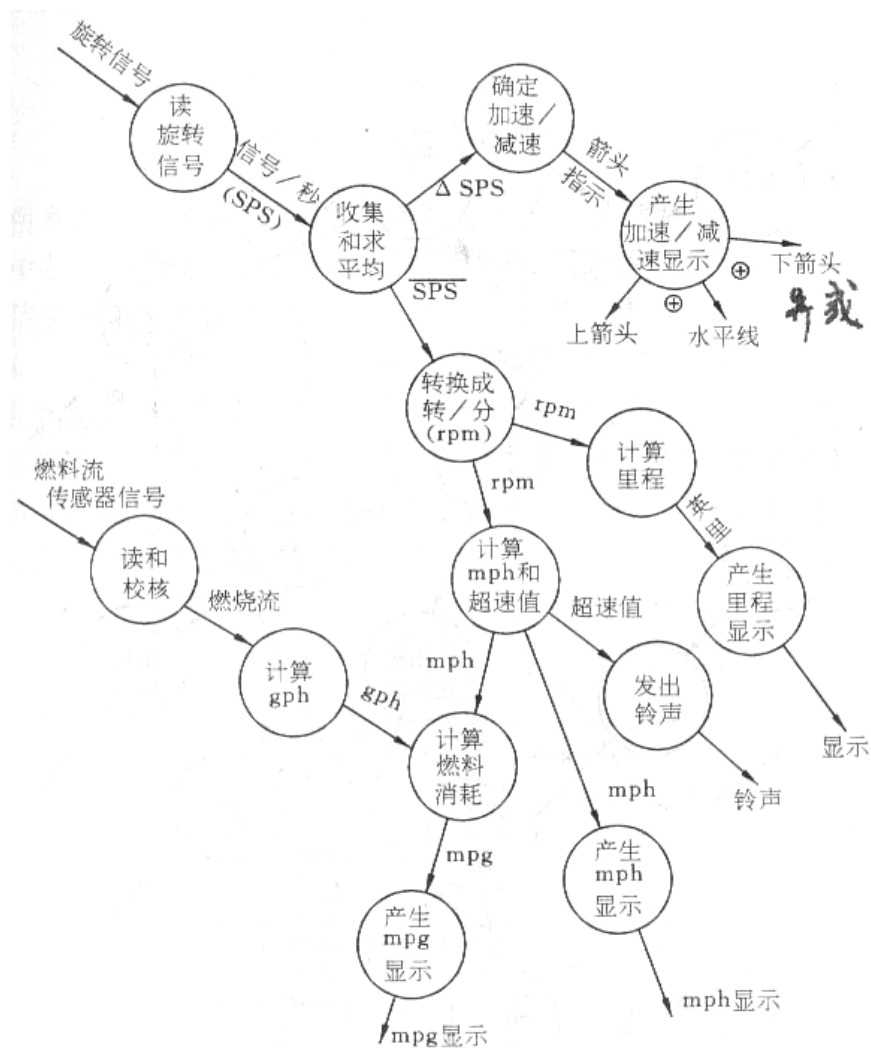 旋转信号
读
旋转
信号
信号／秒
(SPS)
收集
和求
平均
Δ SPS
确定
加速／
减速
箭头
指示
产生
加速／减
速显示
下箭头
⊕
⊕
异或
上箭头
水平线
SPS
转换成
转／分
(rpm)
rpm
计算
里程
英里
产生
里程
显示
显示
rpm
计算
mph和
超速值
超速值
发出
铃声
铃声
燃料流
传感器信号
读和
校核
燃烧流
计算
gph
gph
mph
计算
燃料
消耗
mph
mpg
产生
mph
显示
mph显示
产生
mpg
显示
mpg显示